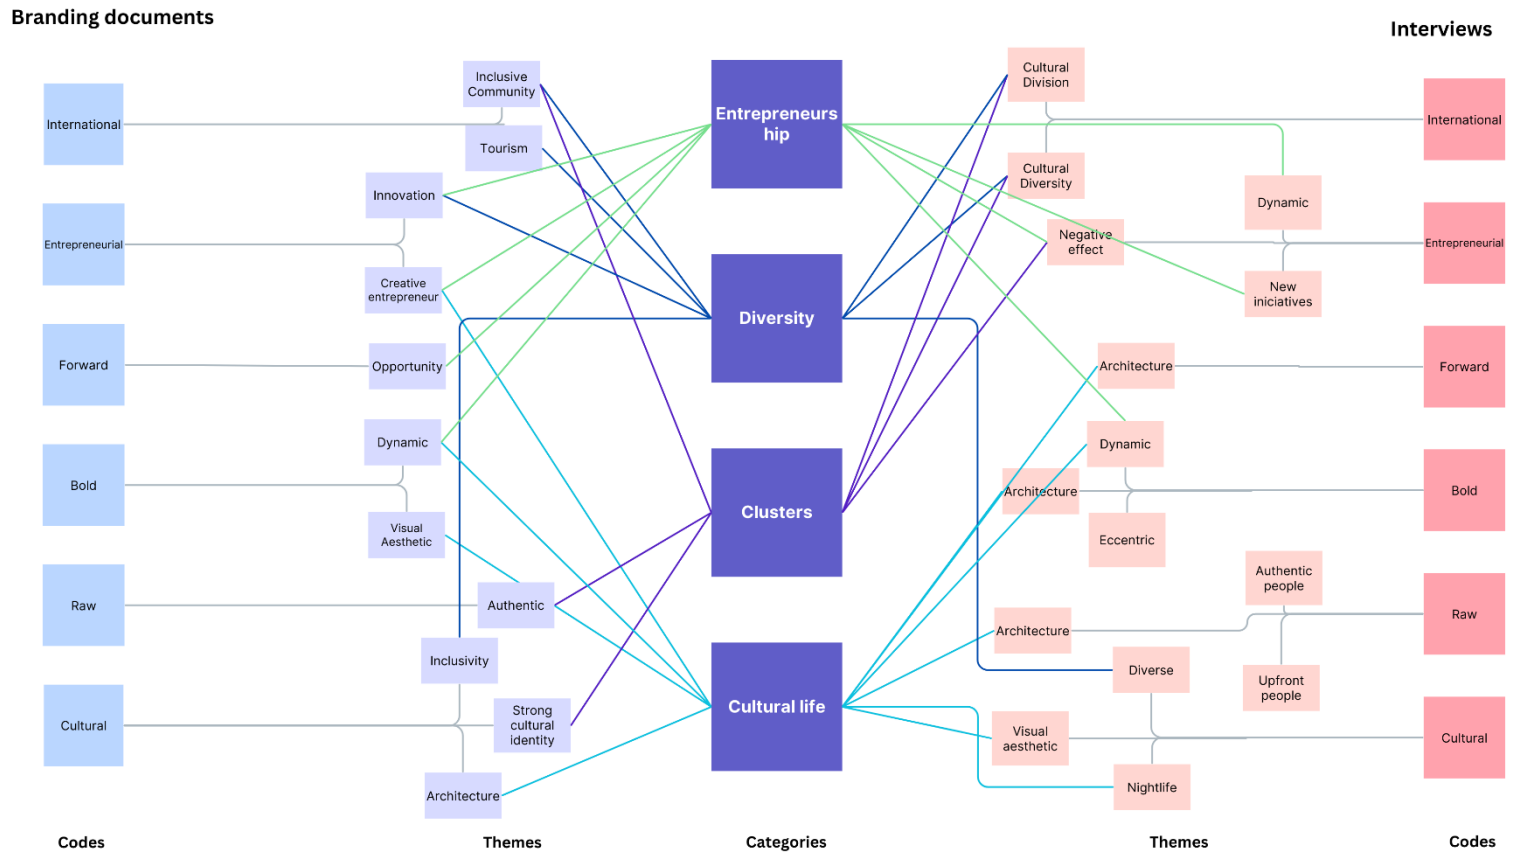 Branding documents
Interviews
International
Entrepreneurial
Forward
Bold
Raw
Cultural
Inclusive
Community
Tourism
Innovation
Creative
entrepreneur
Opportunity
Dynamic
Visual
Aesthetic
Authentic
Inclusivity
Strong
cultural
identity
Architecture
Entrepreneurs
hip
Diversity
Clusters
Cultural life
Cultural
Division
Cultural
Diversity
Negative
effect
Dynamic
New
iniciatives
Architecture
Dynamic
Architecture
Eccentric
Authentic
people
Architecture
Upfront
people
Diverse
Visual
aesthetic
Nightlife
International
Entrepreneurial
Forward
Bold
Raw
Cultural
Codes
Themes
Categories
Themes
Codes